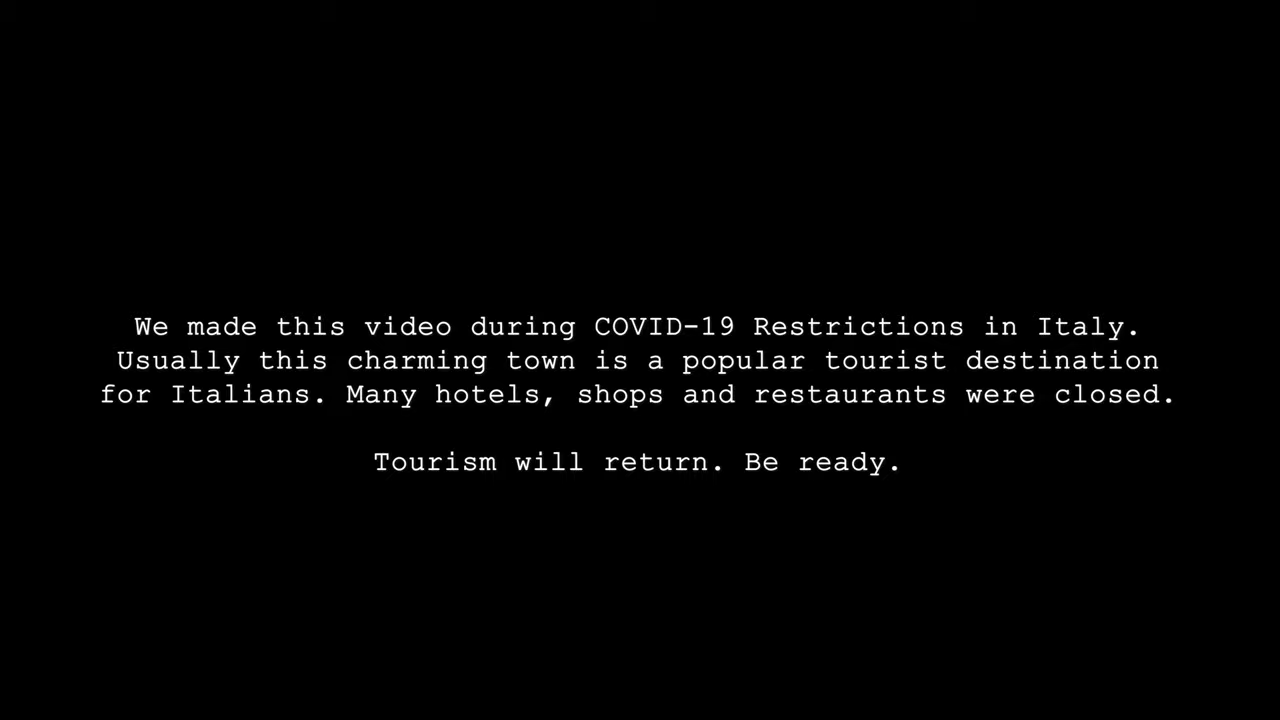 We made this video during COVID-19 Restrictions in Italy.
Usually this charming town is a popular tourist destination
for Italians. Many hotels, shops and restaurants were closed.
Tourism will return. Be ready.